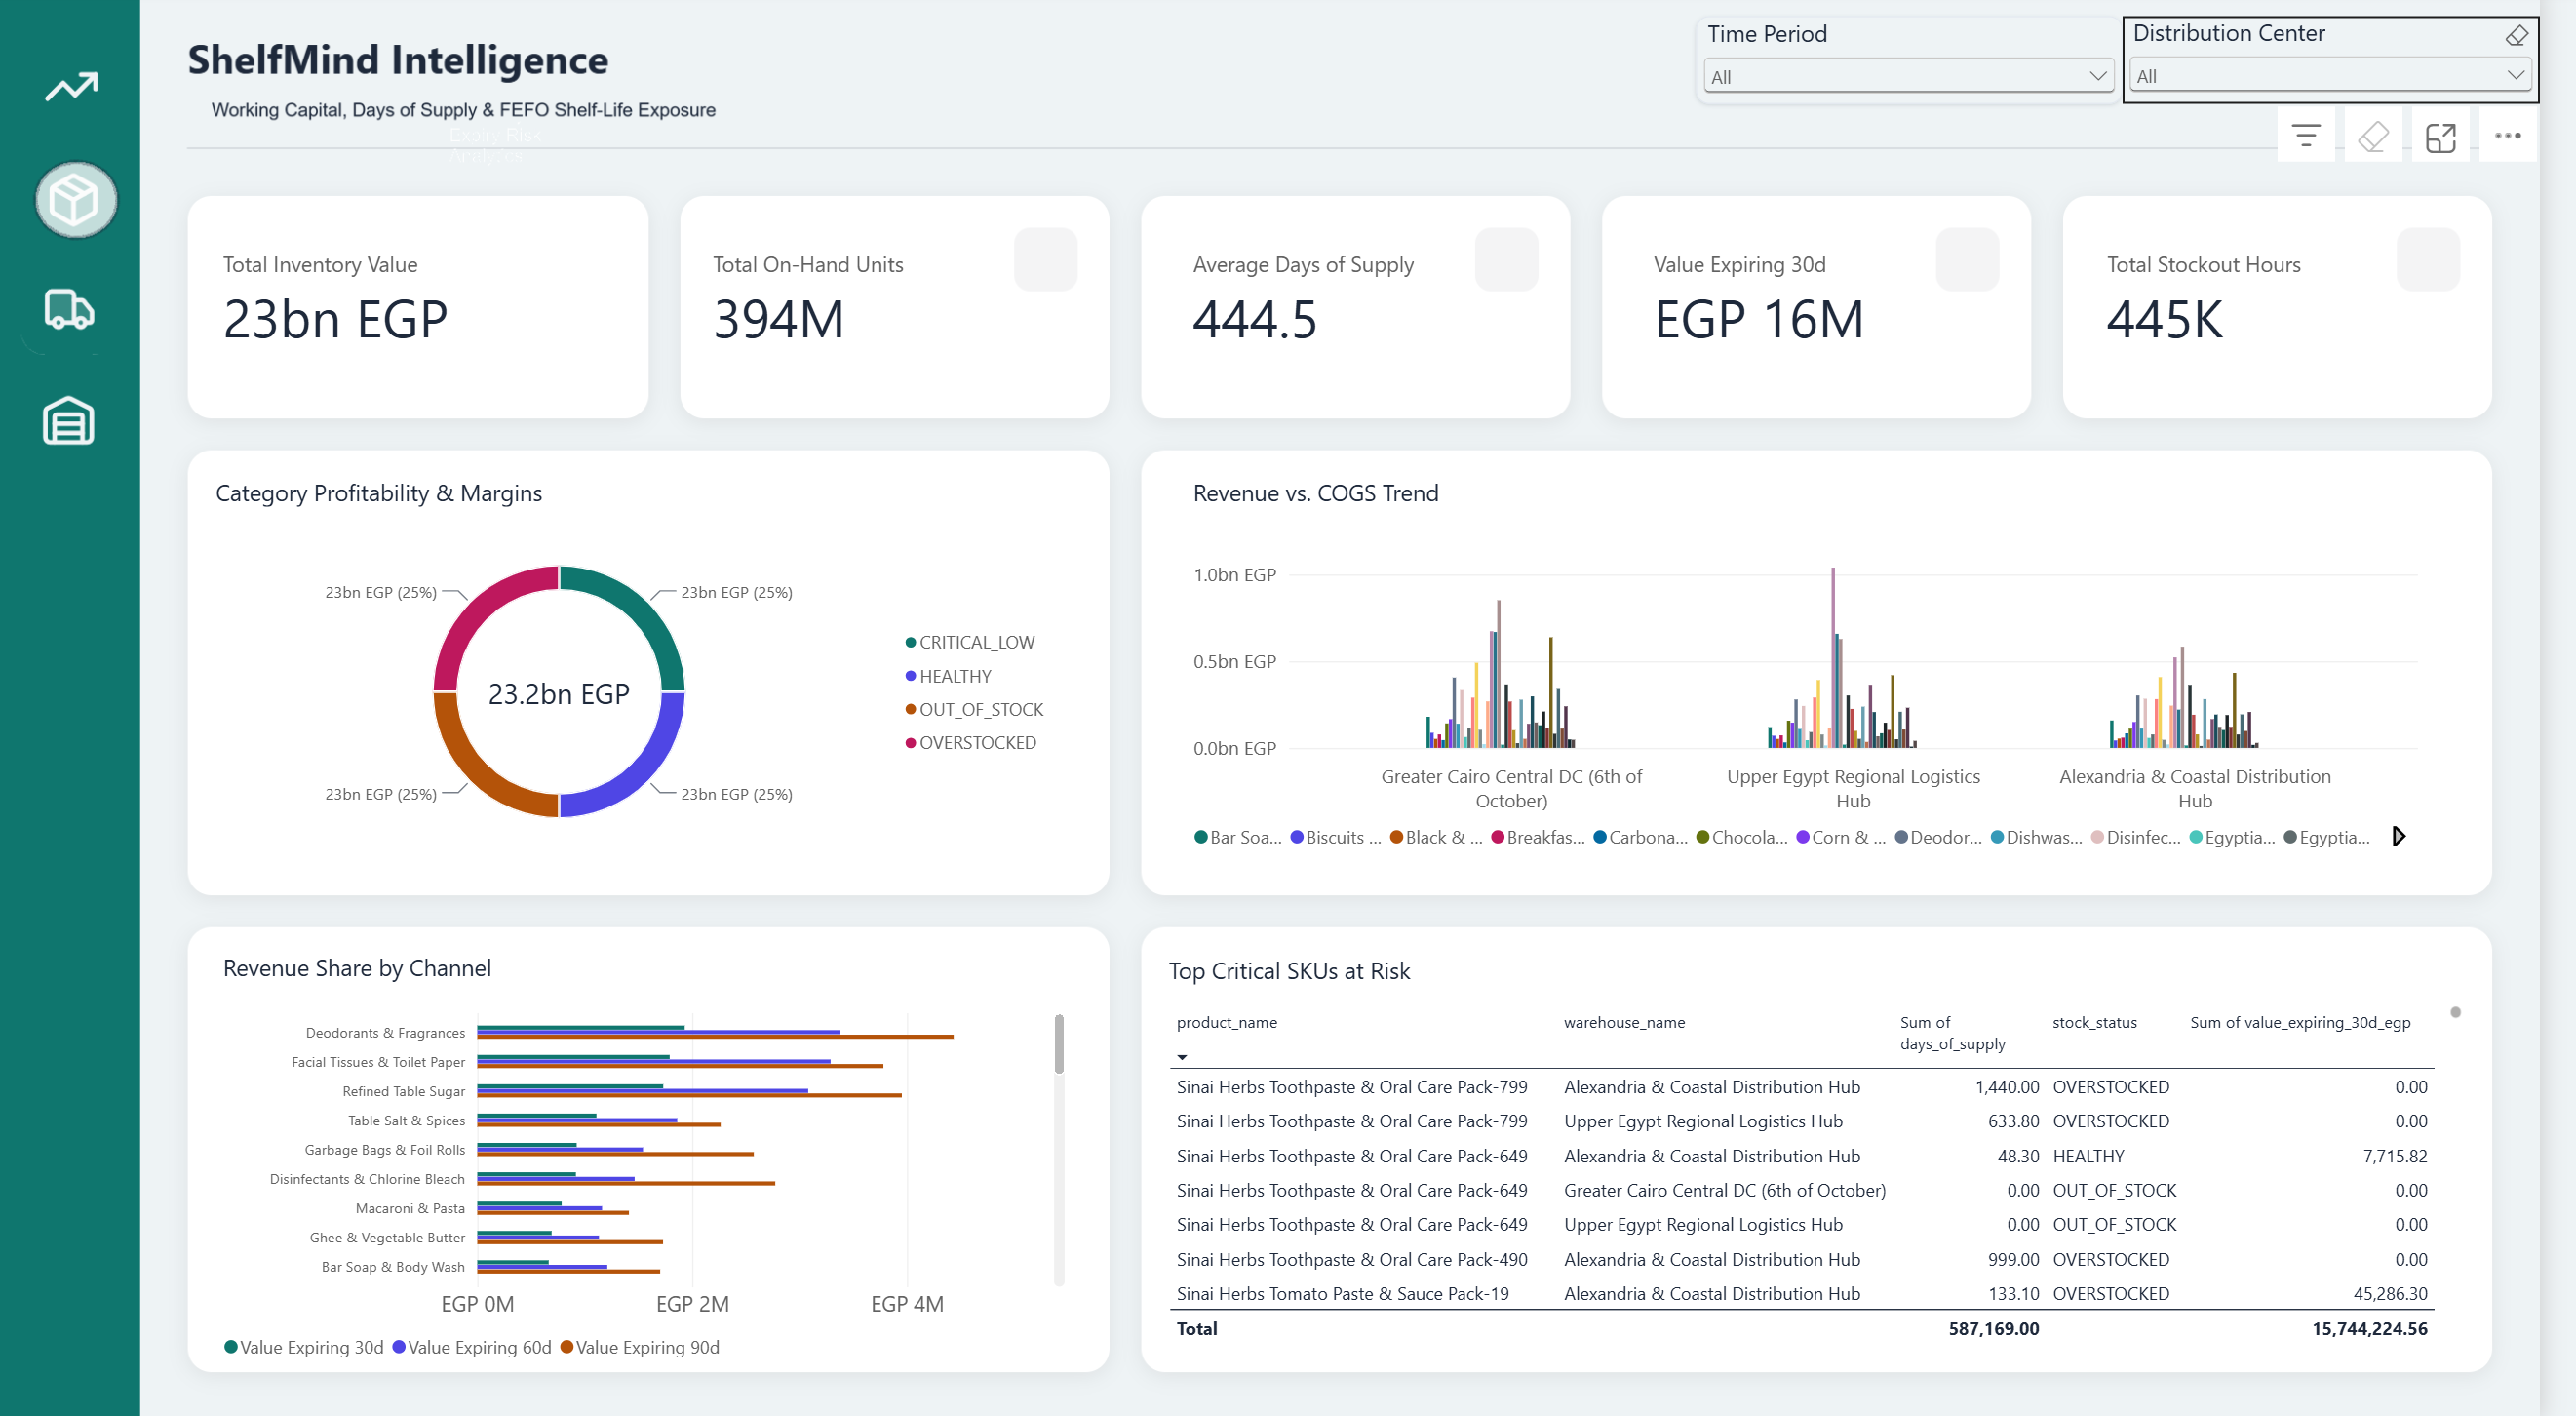 ShelfMind Intelligence
Working Capital, Days of Supply & FEFO Shelf-Life Exposure
Expiry Risk
Analytics
Time Period
All
Distribution Center
All
Total Inventory Value
23bn EGP
Total On-Hand Units
394M
Average Days of Supply
444.5
Value Expiring 30d
EGP 16M
Total Stockout Hours
445K
Category Profitability & Margins
23bn EGP (25%)
23bn EGP (25%)
23.2bn EGP
23bn EGP (25%)
23bn EGP (25%)
CRITICAL_LOW
HEALTHY
OUT_OF_STOCK
OVERSTOCKED
Revenue vs. COGS Trend
1.0bn EGP
0.5bn EGP
0.0bn EGP
Greater Cairo Central DC (6th of
October)
Upper Egypt Regional Logistics
Hub
Alexandria & Coastal Distribution
Hub
Bar Soa... Biscuits ... Black & ... Breakfas... Carbona... Chocola... Corn & ... Deodor... Dishwas... Disinfec... Egyptia... Egyptia...
Revenue Share by Channel
Deodorants & Fragrances
Facial Tissues & Toilet Paper
Refined Table Sugar
Table Salt & Spices
Garbage Bags & Foil Rolls
Disinfectants & Chlorine Bleach
Macaroni & Pasta
Ghee & Vegetable Butter
Bar Soap & Body Wash
EGP 0M EGP 2M EGP 4M
Value Expiring 30d Value Expiring 60d Value Expiring 90d
Top Critical SKUs at Risk
product_name warehouse_name Sum of days_of_supply stock_status Sum of value_expiring_30d_egp
Sinai Herbs Toothpaste & Oral Care Pack-799 Alexandria & Coastal Distribution Hub 1,440.00 OVERSTOCKED 0.00
Sinai Herbs Toothpaste & Oral Care Pack-799 Upper Egypt Regional Logistics Hub 633.80 OVERSTOCKED 0.00
Sinai Herbs Toothpaste & Oral Care Pack-649 Alexandria & Coastal Distribution Hub 48.30 HEALTHY 7,715.82
Sinai Herbs Toothpaste & Oral Care Pack-649 Greater Cairo Central DC (6th of October) 0.00 OUT_OF_STOCK 0.00
Sinai Herbs Toothpaste & Oral Care Pack-649 Upper Egypt Regional Logistics Hub 0.00 OUT_OF_STOCK 0.00
Sinai Herbs Toothpaste & Oral Care Pack-490 Alexandria & Coastal Distribution Hub 999.00 OVERSTOCKED 0.00
Sinai Herbs Tomato Paste & Sauce Pack-19 Alexandria & Coastal Distribution Hub 133.10 OVERSTOCKED 45,286.30
Total 587,169.00 15,744,224.56